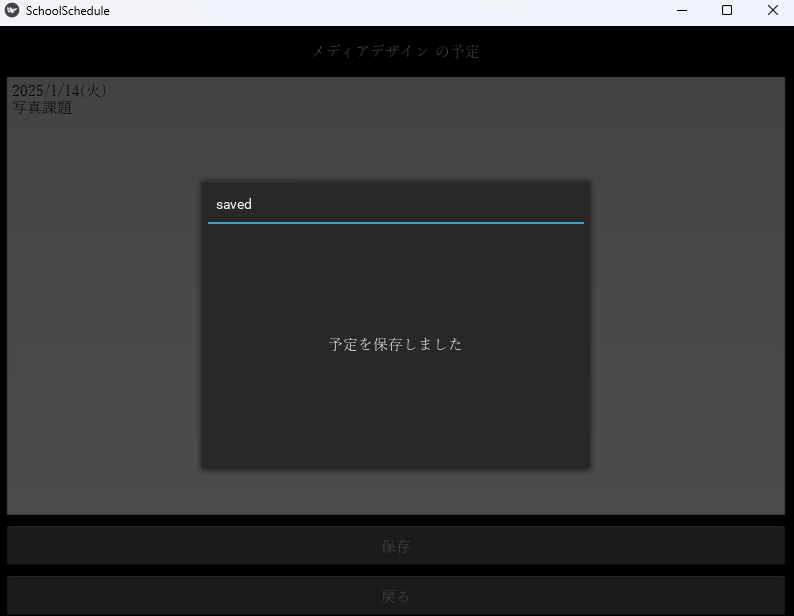 SchoolSchedule
メディアデザイン の予定
2025/1/14(火)
写真課題
saved
予定を保存しました
保存
戻る